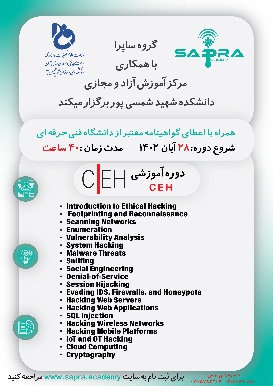 SAPRA
گروه ساپرا
با همکاری
مرکز آموزش آزاد و مجازی
دانشکده شهید شمسی پور برگزار میکند
همراه با اعطای گواهینامه معتبر از دانشگاه فنی حرفه ای
شروع دوره: ۲۸ آبان ۱۴۰۲ مدت زمان: ۴۰ ساعت
CEH دوره آموزشی
CEH
Introduction to Ethical Hacking
Footprinting and Reconnaissance
Scanning Networks
Enumeration
Vulnerability Analysis
System Hacking
Malware Threats
Sniffing
Social Engineering
Denial-of-Service
Session Hijacking
Evading IDS, Firewalls, and Honeypots
Hacking Web Servers
Hacking Web Applications
SQL Injection
Hacking Wireless Networks
Hacking Mobile Platforms
IoT and OT Hacking
Cloud Computing
Cryptography
برای ثبت نام به سایت www.sapra.academy مراجعه کنید